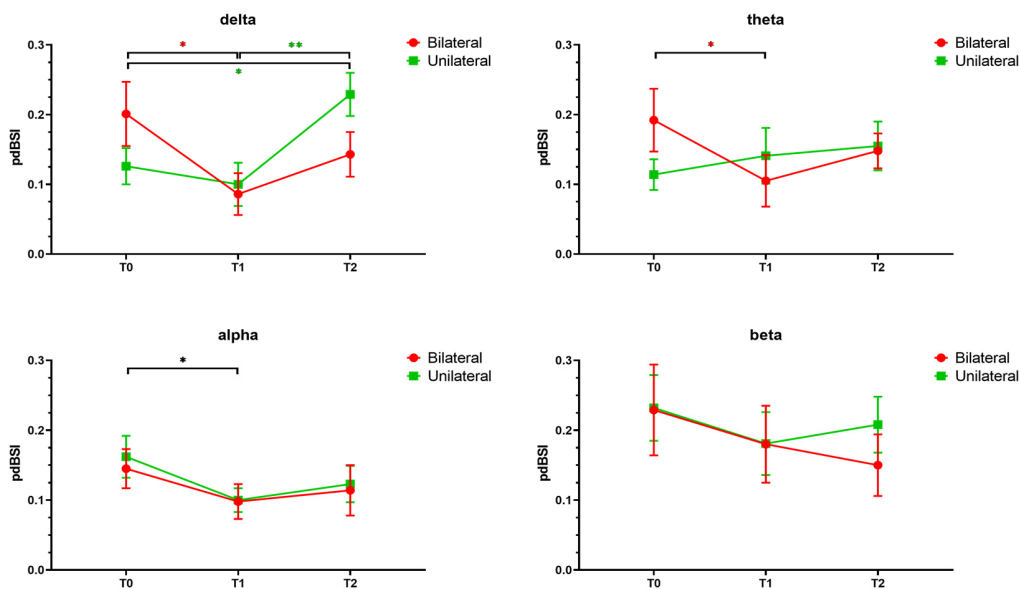 delta
pdBSI
0.3
0.2
0.1
0.0
*
**
*
T0 T1 T2
Bilateral
Unilateral
theta
pdBSI
0.3
0.2
0.1
0.0
*
T0 T1 T2
Bilateral
Unilateral
alpha
pdBSI
0.3
0.2
0.1
0.0
*
T0 T1 T2
Bilateral
Unilateral
beta
pdBSI
0.3
0.2
0.1
0.0
T0 T1 T2
Bilateral
Unilateral